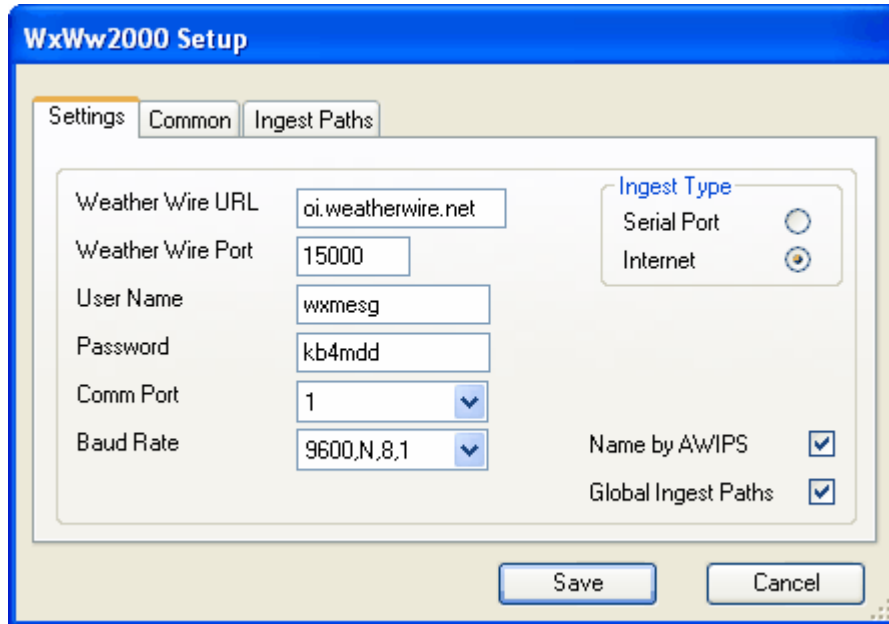 WxWw2000 Setup
Settings Common Ingest Paths
Weather Wire URL oi.weatherwire.net
Weather Wire Port 15000
User Name wxmesg
Password kb4mdd
Comm Port 1
Baud Rate 9600,N,8,1
Ingest Type
Serial Port
Internet
Name by AWIPS
Global Ingest Paths
Save Cancel